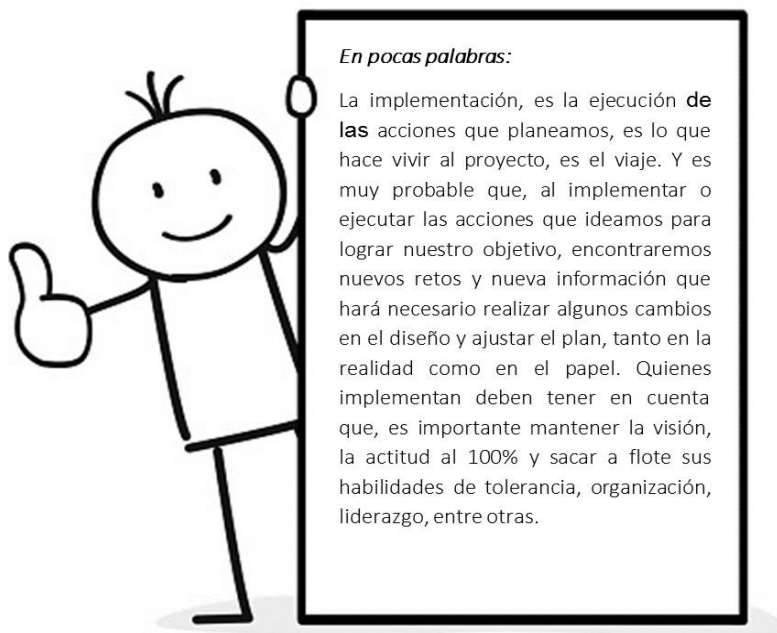 En pocas palabras:
La implementación, es la ejecución de
las acciones que planeamos, es lo que
hace vivir al proyecto, es el viaje. Y es
muy probable que, al implementar o
ejecutar las acciones que ideamos para
lograr nuestro objetivo, encontraremos
nuevos retos y nueva información que
hará necesario realizar algunos cambios
en el diseño y ajustar el plan, tanto en la
realidad como en el papel. Quienes
implementan deben tener en cuenta
que, es importante mantener la visión,
la actitud al 100% y sacar a flote sus
habilidades de tolerancia, organización,
liderazgo, entre otras.